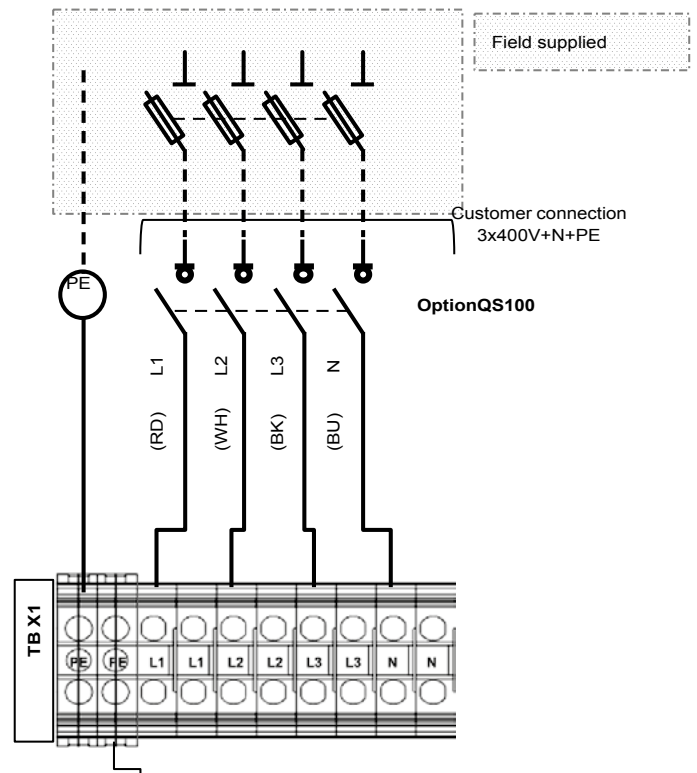 Field supplied
Customer connection
3x400V+N+PE
PE
OptionQS100
L1 L2 L3 N
(RD) (WH) (BK) (BU)
TB X1
PE PE L1 L1 L2 L2 L3 L3 N N